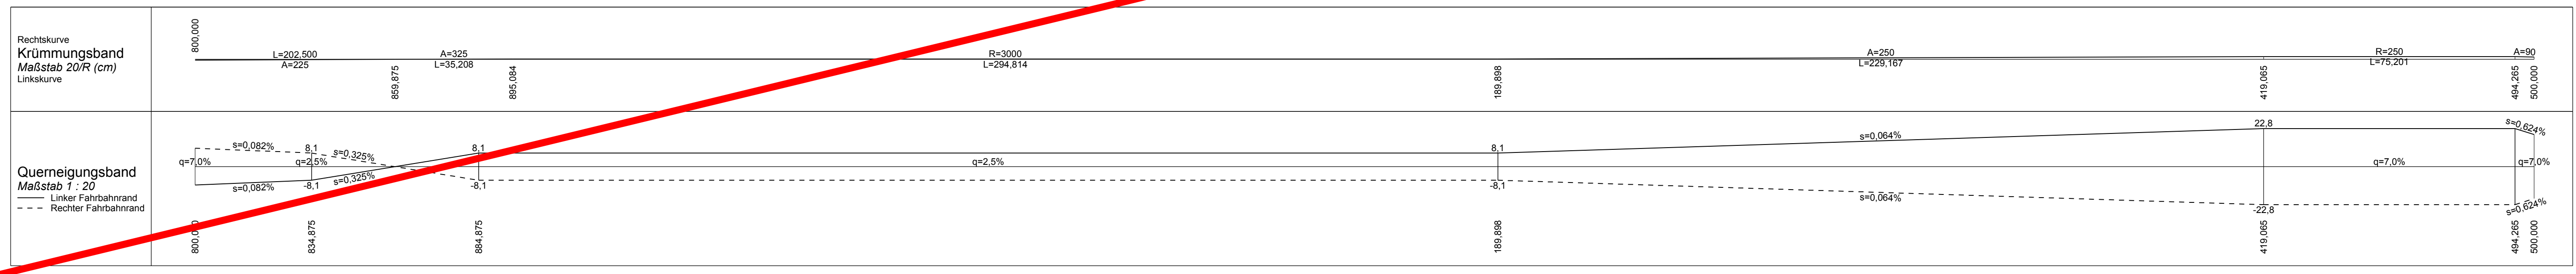 Rechtskurve
Krümmungsband
Maßstab 20/R (cm)
Linkskurve
800,000
L=202,500
A=225
859,875
A=325
L=35,208
895,084
R=3000
L=294,814
189,898
A=250
L=229,167
419,065
R=250
L=75,201
494,265
A=90
500,000
Querneigungsband
Maßstab 1 : 20
Linker Fahrbahnrand
Rechter Fahrbahnrand
q=7,0%
s=0,082%
s=0,082%
8,1
q=2,5%
-8,1
s=0,325%
s=0,325%
8,1
-8,1
q=2,5%
8,1
-8,1
s=0,064%
s=0,064%
22,8
-22,8
q=7,0%
s=0,624%
q=7,0%
s=0,624%
800,000
834,875
884,875
189,898
419,065
494,265
500,000